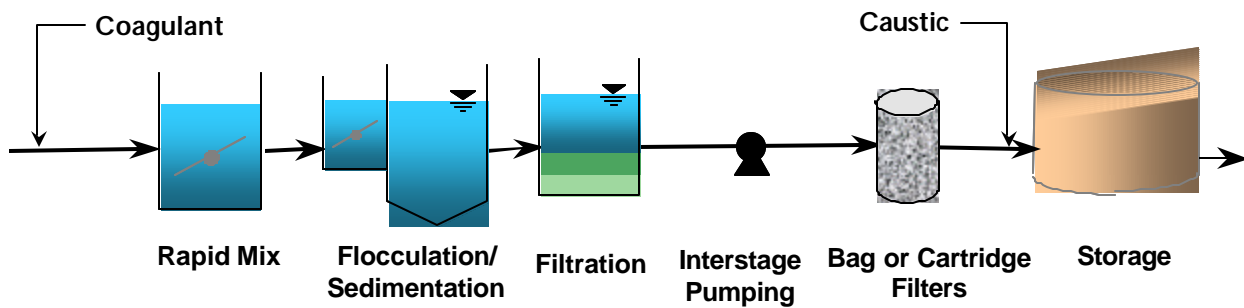 Coagulant
Caustic
Rapid Mix
Flocculation/
Sedimentation
Filtration
Interstage
Pumping
Bag or Cartridge
Filters
Storage